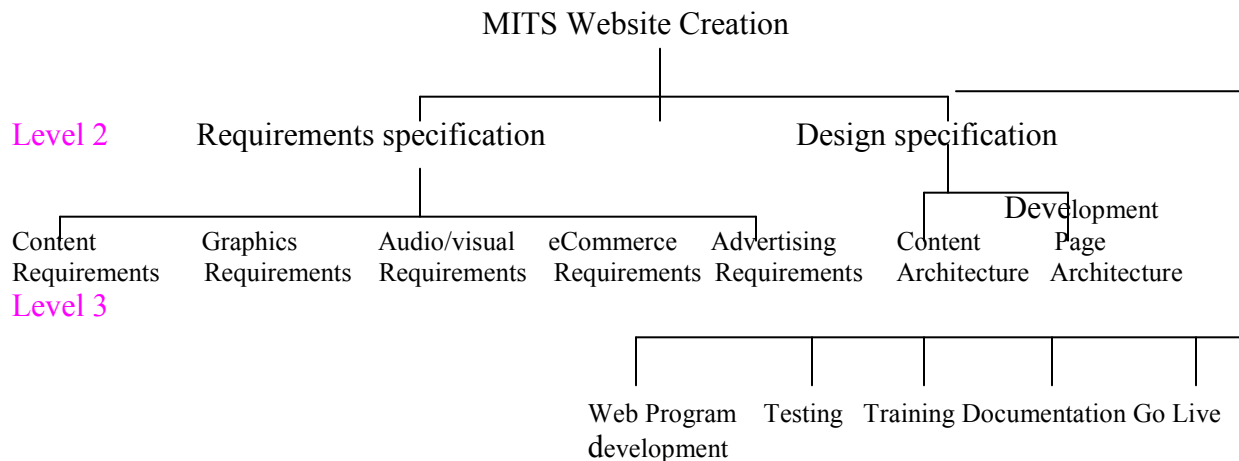 MITS Website Creation
Level 2 Requirements specification Design specification
Development
Content Graphics Audio/visual eCommerce Advertising Content Page
Requirements Requirements Requirements Requirements Requirements Architecture Architecture
Level 3
Web Program Testing Training Documentation Go Live
development